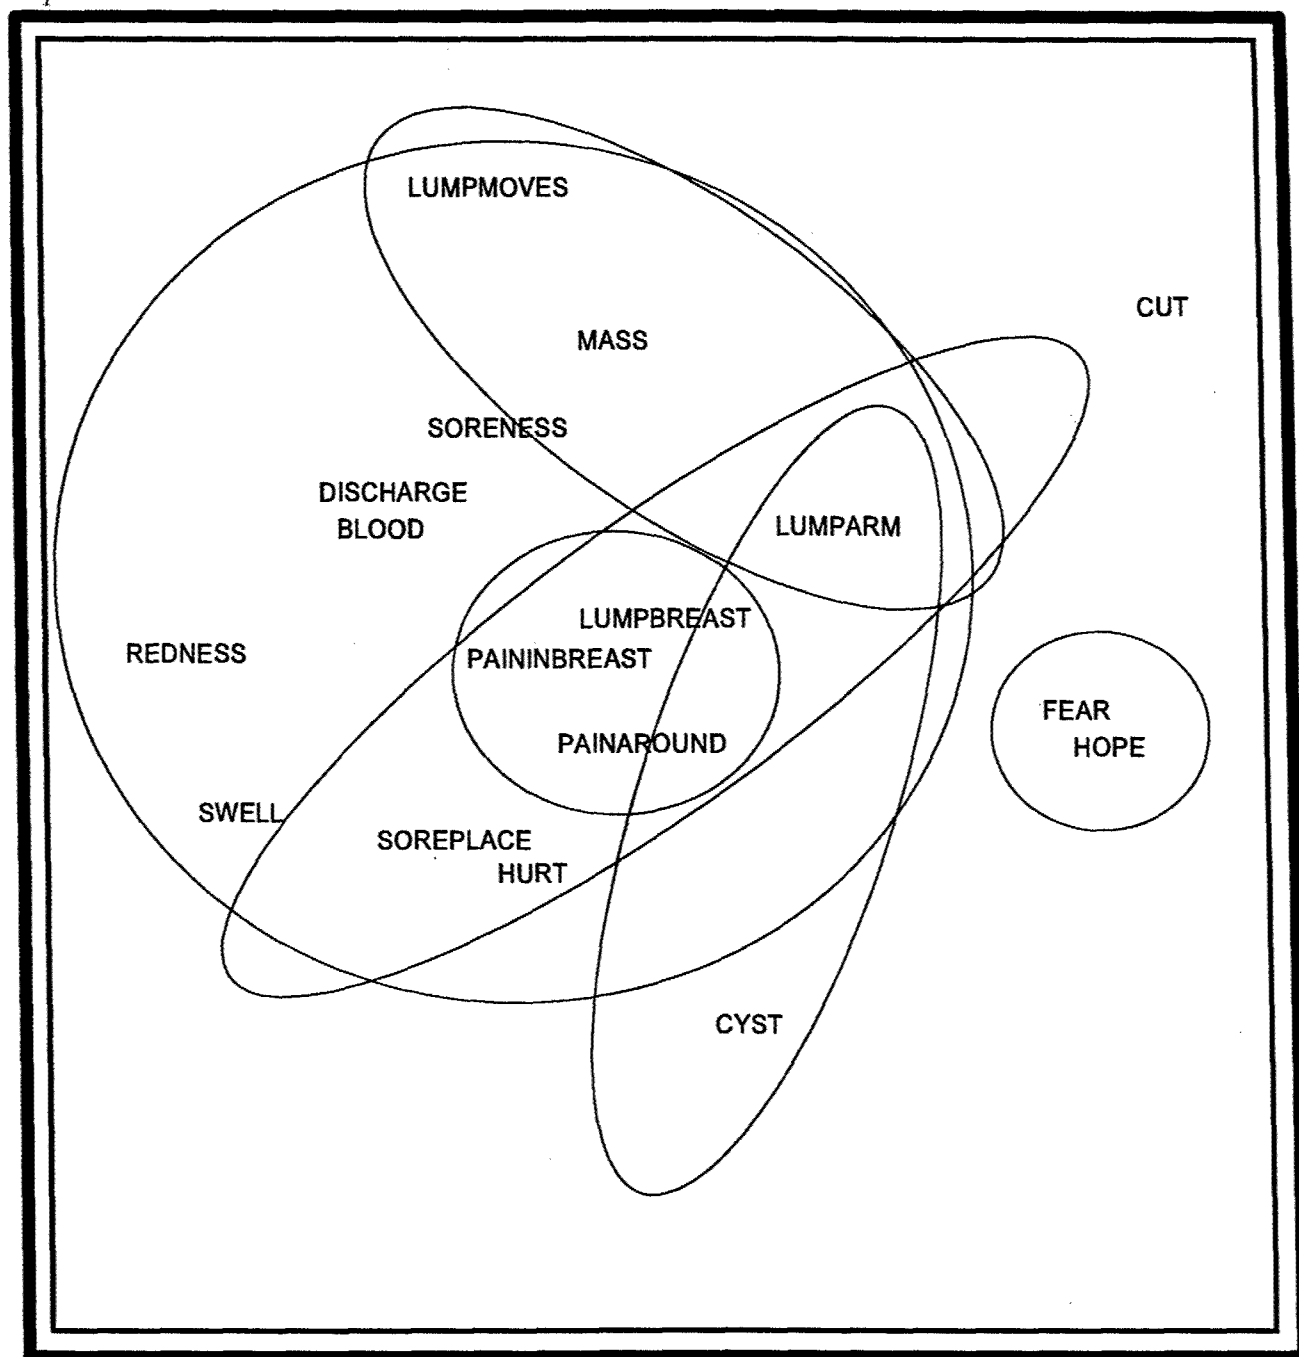 LUMPMOVES
CUT
MASS
SORENESS
DISCHARGE
BLOOD
LUMPARM
LUMPBREAST
REDNESS
PAININBREAST
FEAR
PAINAROUND
HOPE
SWELL
SOREPLACE
HURT
CYST